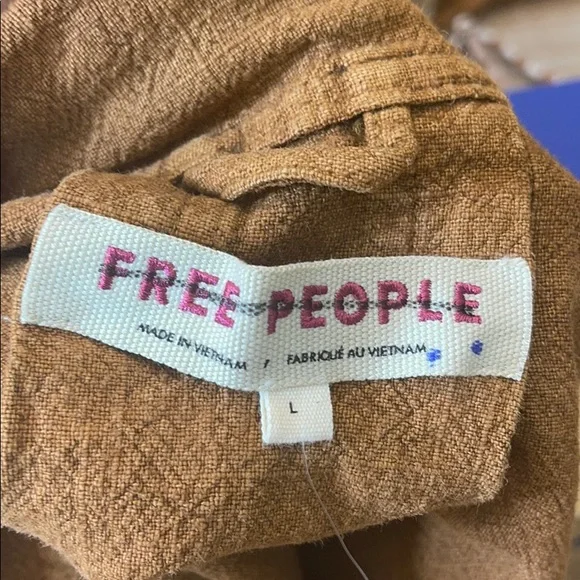 FREE PEOPLE
MADE IN VIETNAM / FABRIQUÉ AU VIETNAM
L